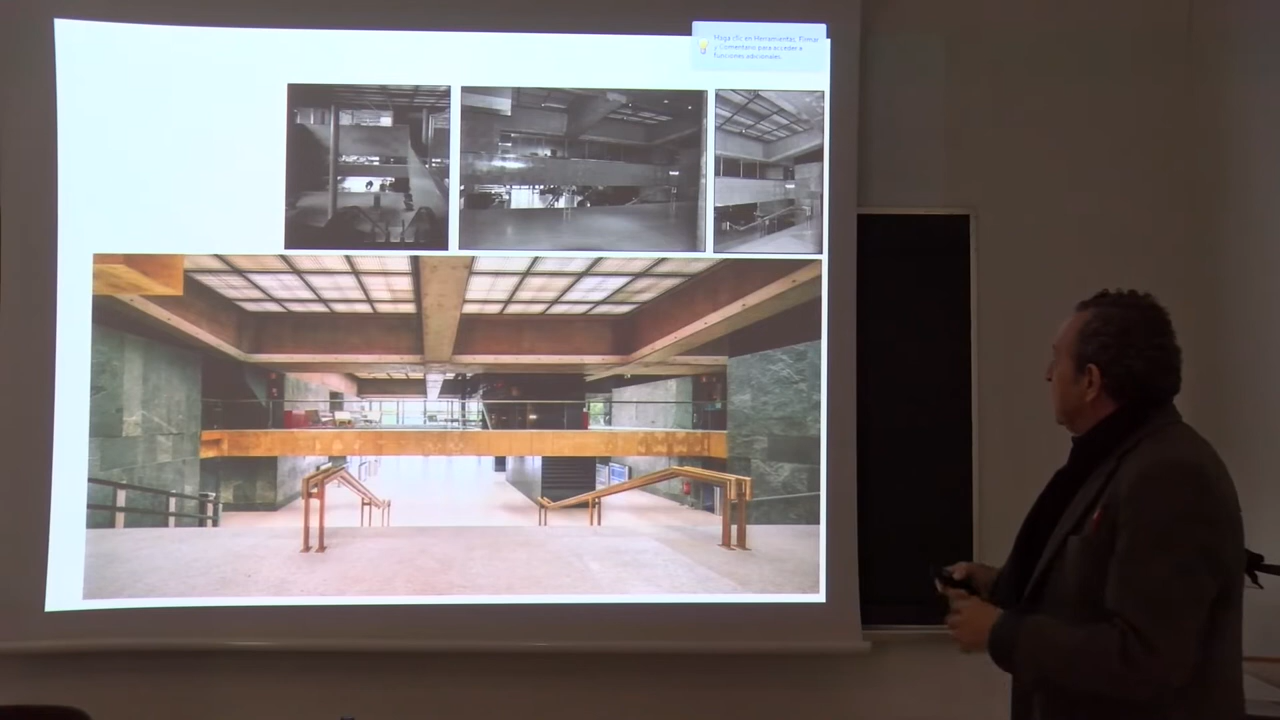 Haga clic en Herramientas, Firmar
y Comentario para acceder a
funciones adicionales.